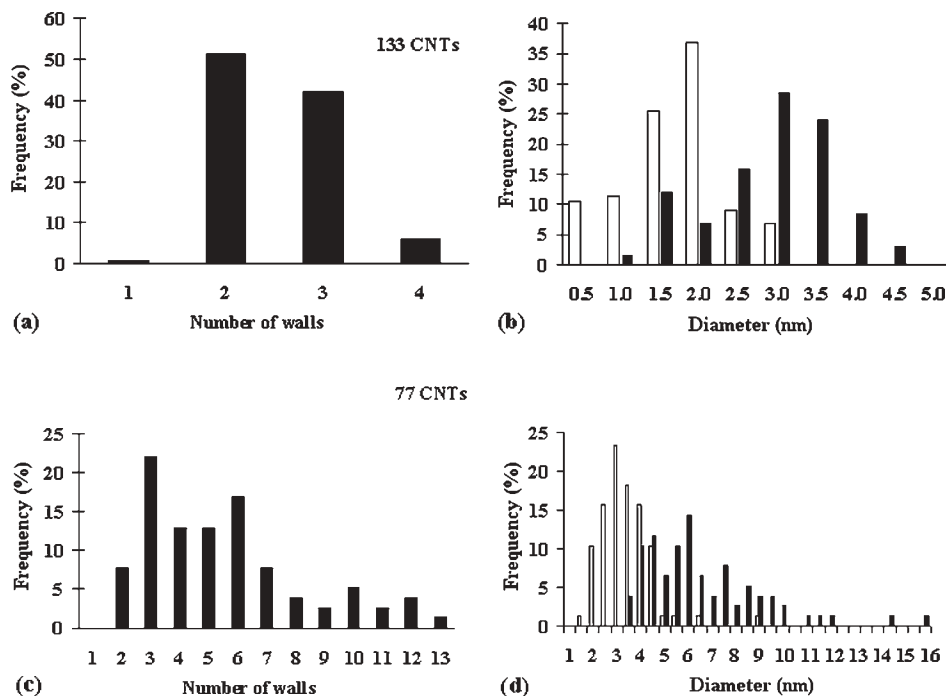 133 CNTs
Frequency (%)
60
50
40
30
20
10
0
1 2 3 4
(a) Number of walls
Frequency (%)
40
35
30
25
20
15
10
5
0
0.5 1.0 1.5 2.0 2.5 3.0 3.5 4.0 4.5 5.0
(b) Diameter (nm)
77 CNTs
Frequency (%)
25
20
15
10
5
0
1 2 3 4 5 6 7 8 9 10 11 12 13
(c) Number of walls
Frequency (%)
25
20
15
10
5
0
1 2 3 4 5 6 7 8 9 10 11 12 13 14 15 16
(d) Diameter (nm)